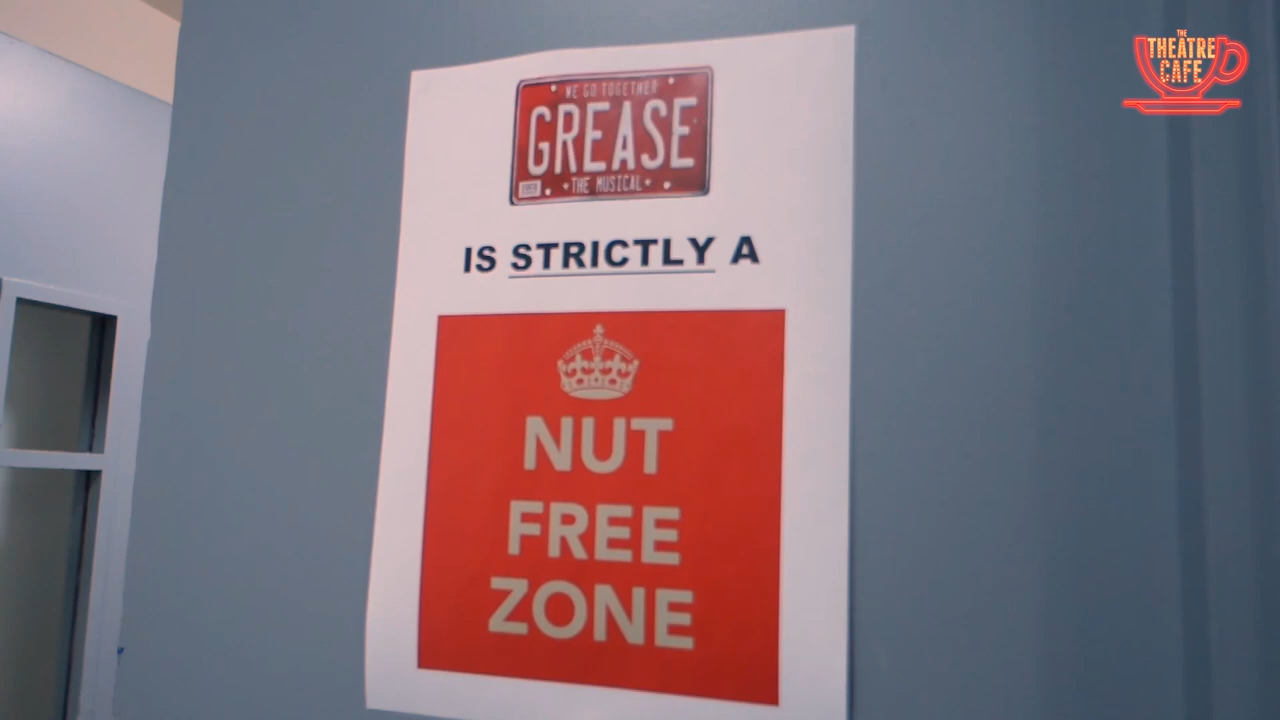 WE GO TOGETHER
GREASE
THE MUSICAL
IS STRICTLY A
NUT
FREE
ZONE
THE
THEATRE
CAFE